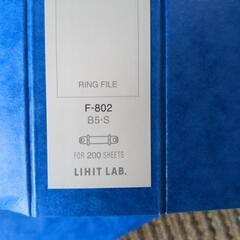 RING FILE
F-802
B5-S
FOR 200 SHEETS
LIHIT LAB.